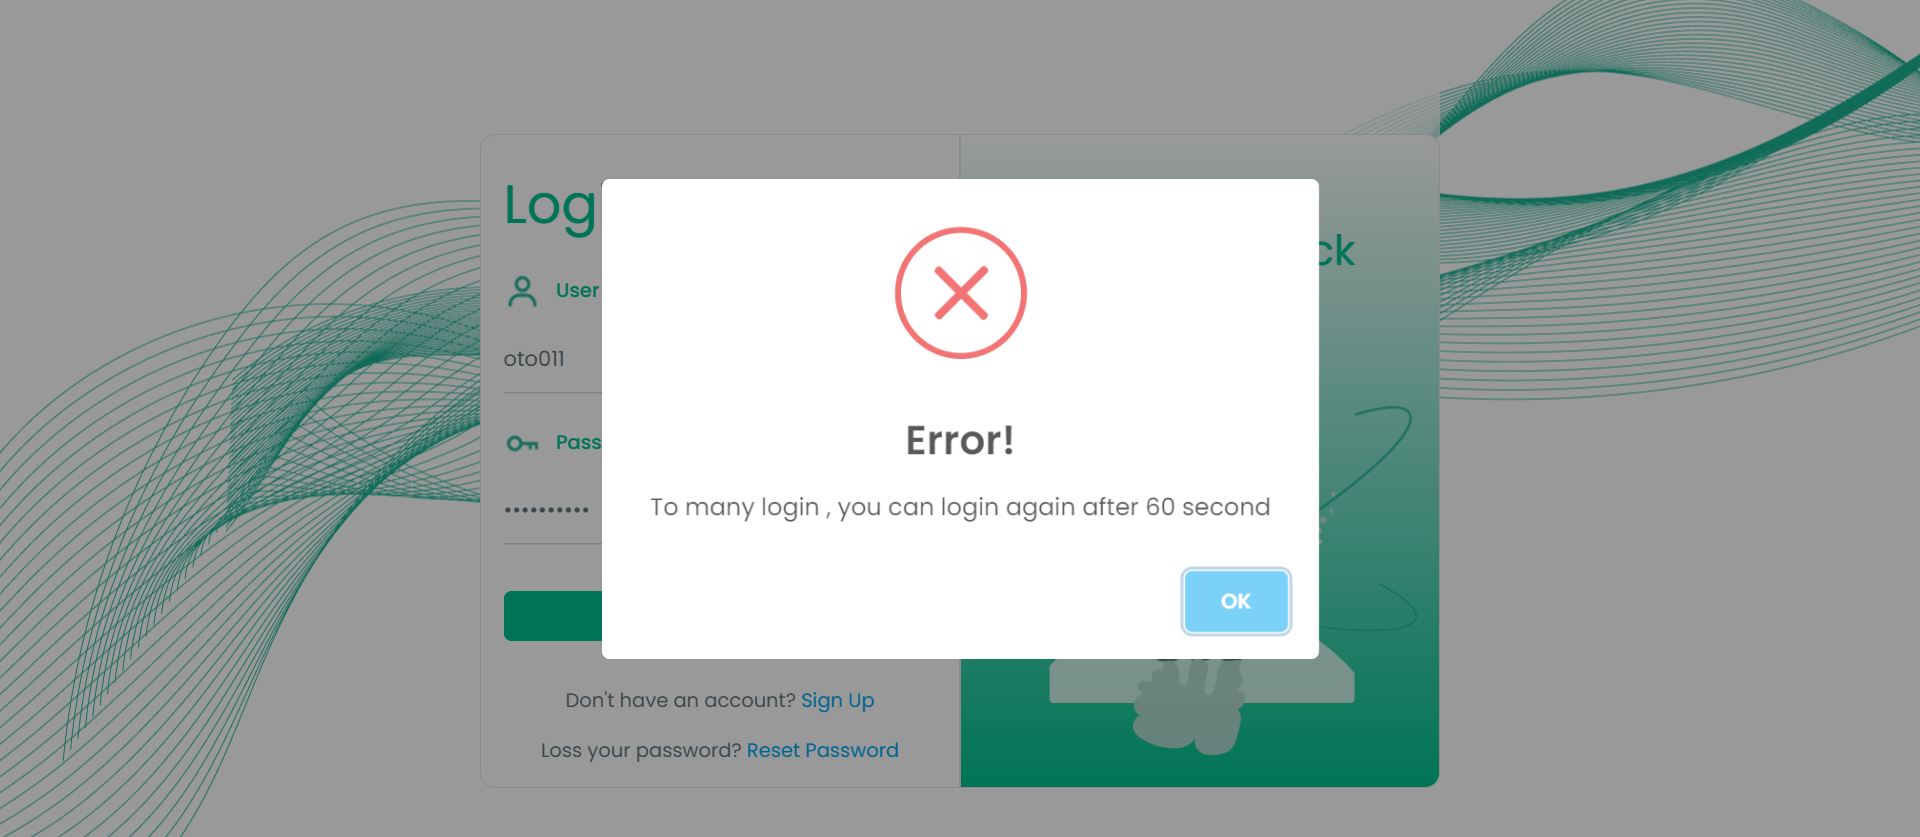 Log
ck
User
oto011
Pass
Error!
To many login , you can login again after 60 second
OK
Don't have an account? Sign Up
Loss your password? Reset Password